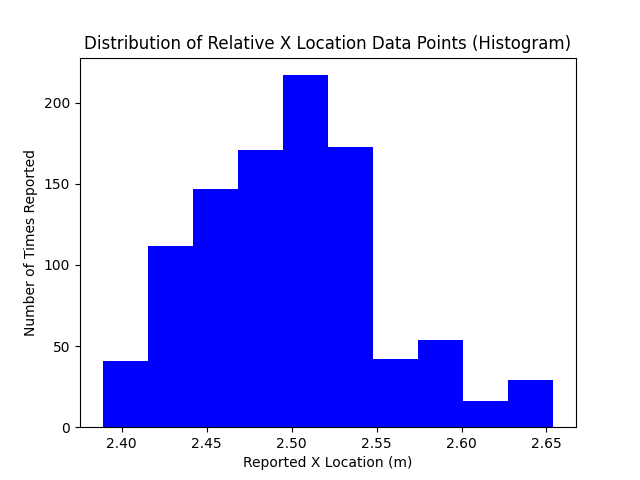 Distribution of Relative X Location Data Points (Histogram)
Number of Times Reported
200
150
100
50
0
2.40 2.45 2.50 2.55 2.60 2.65
Reported X Location (m)